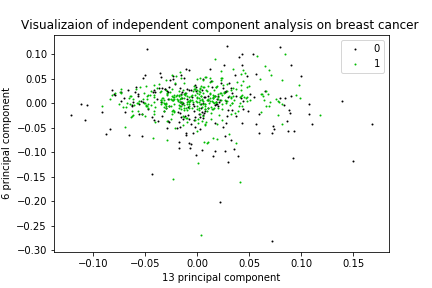 Visualizaion of independent component analysis on breast cancer
0
1
0.10
0.05
0.00
−0.05
−0.10
−0.15
−0.20
−0.25
−0.30
6 principal component
−0.10 −0.05 0.00 0.05 0.10 0.15
13 principal component